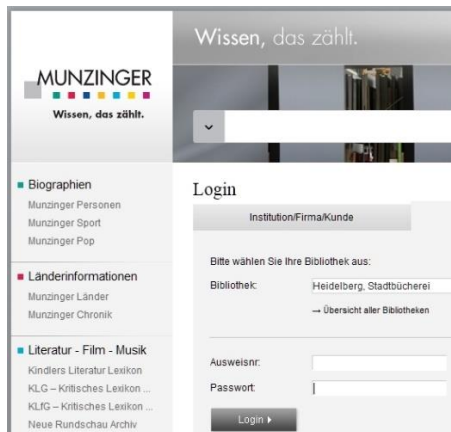 Wissen, das zählt.
MUNZINGER
Wissen, das zählt.
Biographien
Munzinger Personen
Munzinger Sport
Munzinger Pop
Länderinformationen
Munzinger Länder
Munzinger Chronik
Literatur - Film - Musik
Kindlers Literatur Lexikon
KLG – Kritisches Lexikon ...
KLfG – Kritisches Lexikon ...
Neue Rundschau Archiv
Login
Institution/Firma/Kunde
Bitte wählen Sie Ihre Bibliothek aus:
Bibliothek: Heidelberg, Stadtbücherei
→ Übersicht aller Bibliotheken
Ausweisnr.:
Passwort:
Login